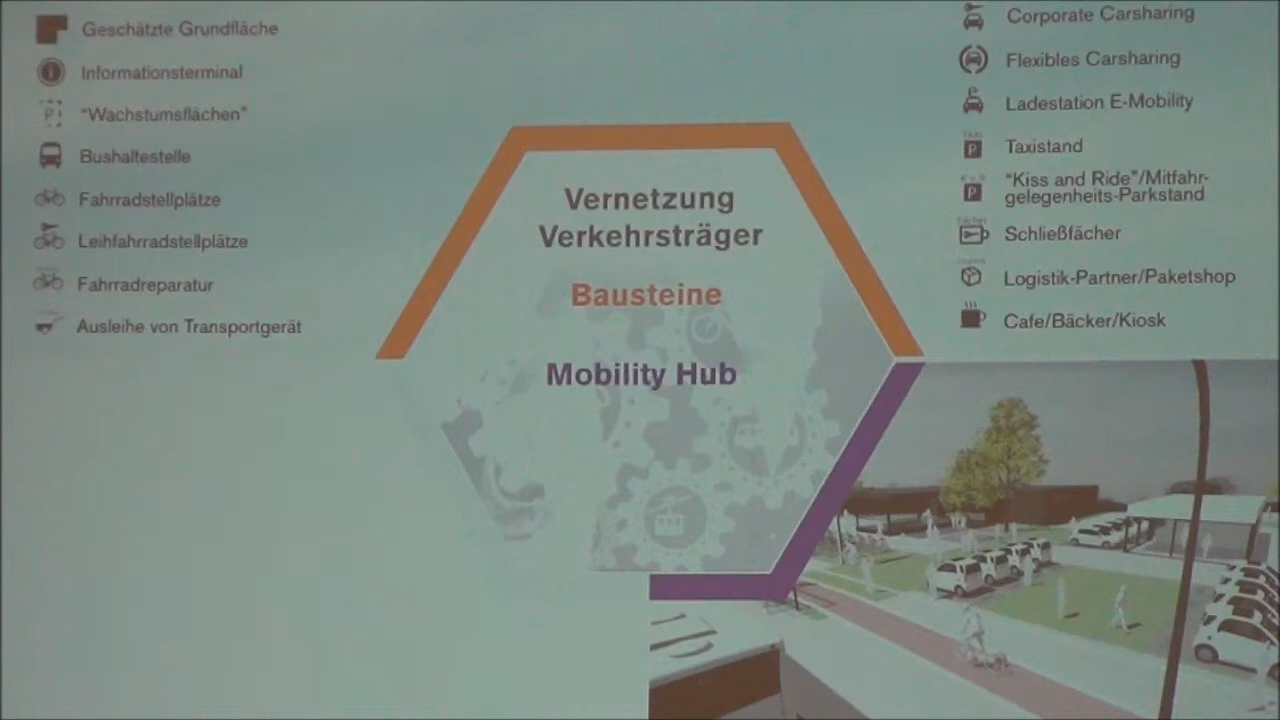 Geschätzte Grundfläche
Informationsterminal
"Wachstumsflächen"
Bushaltestelle
Fahrradstellplätze
Leihfahrradstellplätze
Fahrradreparatur
Ausleihe von Transportgerät
Vernetzung
Verkehrsträger
Bausteine
Mobility Hub
Corporate Carsharing
Flexibles Carsharing
Ladestation E-Mobility
Taxistand
"Kiss and Ride"/Mitfahr-
gelegenheits-Parkstand
Schließfächer
Logistik-Partner/Paketshop
Cafe/Bäcker/Kiosk